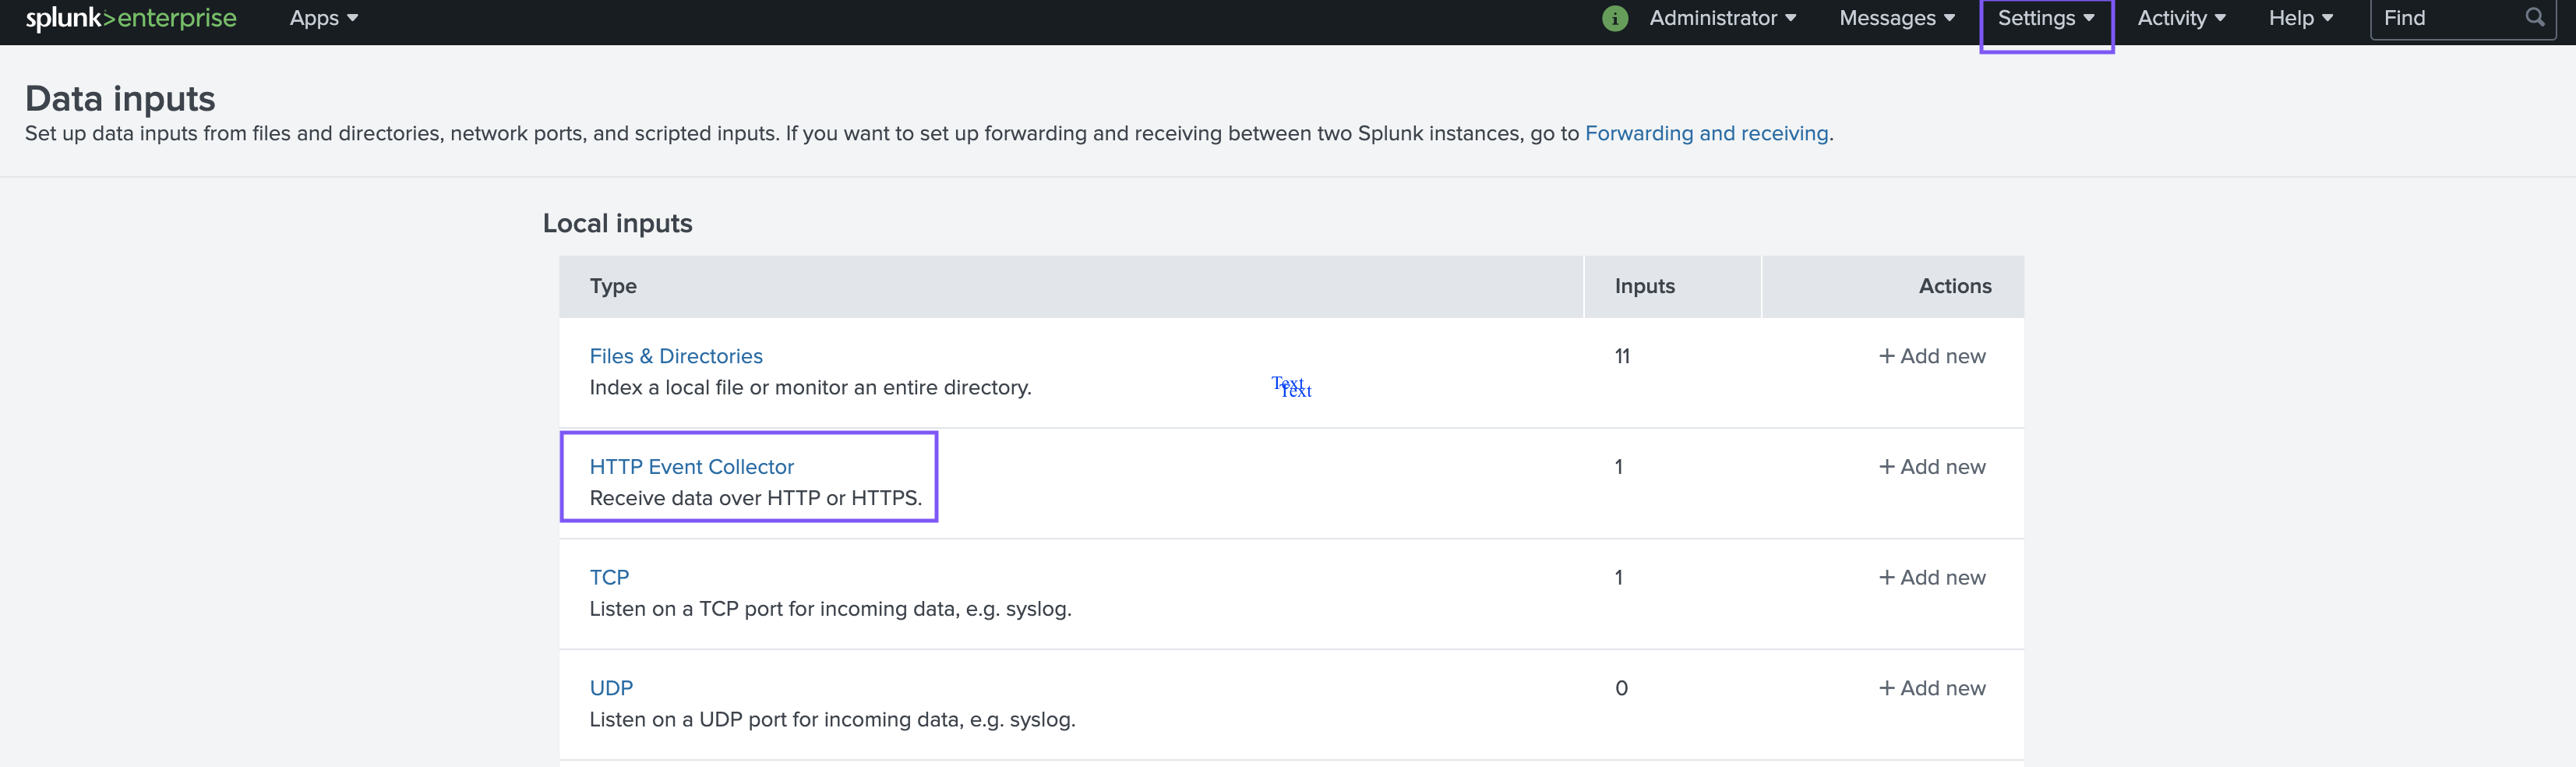 splunk>enterprise Apps Administrator Messages Settings Activity Help Find
Data inputs
Set up data inputs from files and directories, network ports, and scripted inputs. If you want to set up forwarding and receiving between two Splunk instances, go to Forwarding and receiving.
Local inputs
Type Inputs Actions
Files & Directories 11 + Add new
Index a local file or monitor an entire directory.
Text
Text
HTTP Event Collector 1 + Add new
Receive data over HTTP or HTTPS.
TCP 1 + Add new
Listen on a TCP port for incoming data, e.g. syslog.
UDP 0 + Add new
Listen on a UDP port for incoming data, e.g. syslog.